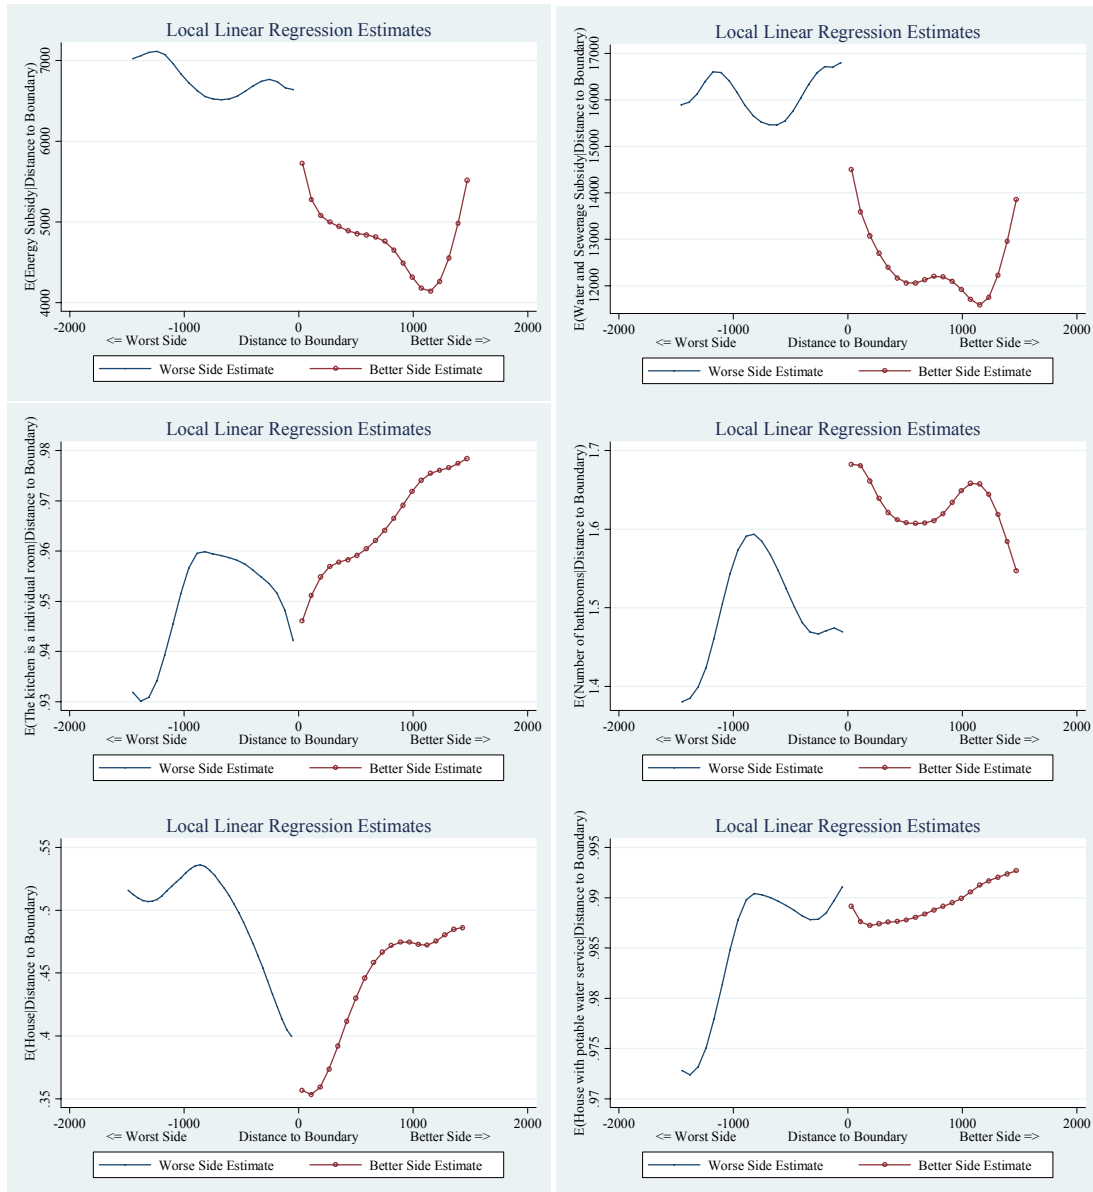 Local Linear Regression Estimates
E(Energy Subsidy|Distance to Boundary)
7000
6000
5000
4000
-2000 -1000 0 1000 2000
<= Worst Side Distance to Boundary Better Side =>
Worse Side Estimate Better Side Estimate
Local Linear Regression Estimates
E(Water and Sewerage Subsidy|Distance to Boundary)
17000
16000
15000
14000
13000
12000
-2000 -1000 0 1000 2000
<= Worst Side Distance to Boundary Better Side =>
Worse Side Estimate Better Side Estimate
Local Linear Regression Estimates
E(The kitchen is a individual room|Distance to Boundary)
.98
.97
.96
.95
.94
.93
-2000 -1000 0 1000 2000
<= Worst Side Distance to Boundary Better Side =>
Worse Side Estimate Better Side Estimate
Local Linear Regression Estimates
E(Number of bathrooms|Distance to Boundary)
1.7
1.6
1.5
1.4
-2000 -1000 0 1000 2000
<= Worst Side Distance to Boundary Better Side =>
Worse Side Estimate Better Side Estimate
Local Linear Regression Estimates
E(House|Distance to Boundary)
.55
.5
.45
.4
.35
-2000 -1000 0 1000 2000
<= Worst Side Distance to Boundary Better Side =>
Worse Side Estimate Better Side Estimate
Local Linear Regression Estimates
E(House with potable water service|Distance to Boundary)
.995
.99
.985
.98
.975
.97
-2000 -1000 0 1000 2000
<= Worst Side Distance to Boundary Better Side =>
Worse Side Estimate Better Side Estimate